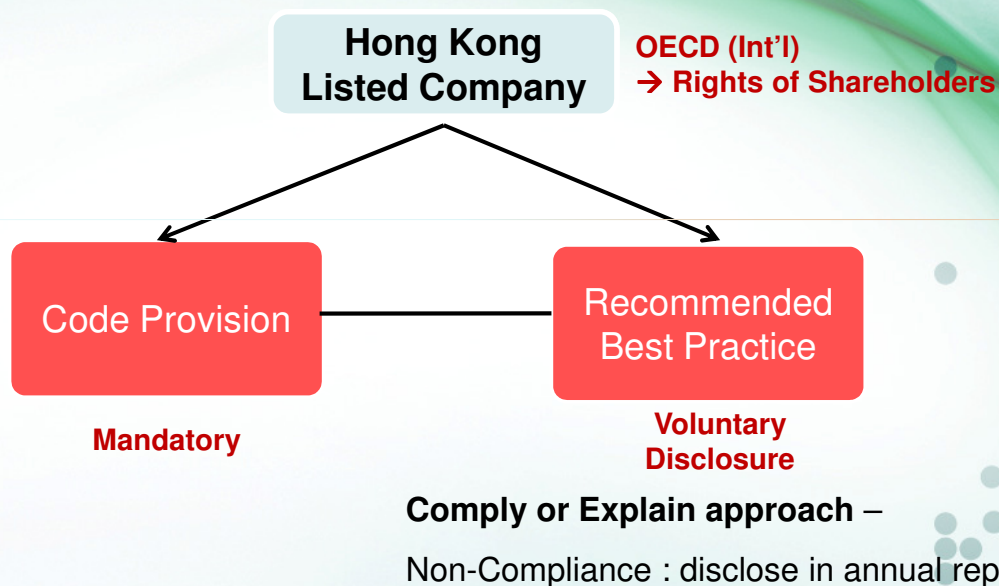 Hong Kong
Listed Company
OECD (Int'l)
→ Rights of Shareholders
Code Provision
Recommended
Best Practice
Mandatory
Voluntary
Disclosure
Comply or Explain approach –
Non-Compliance : disclose in annual rep